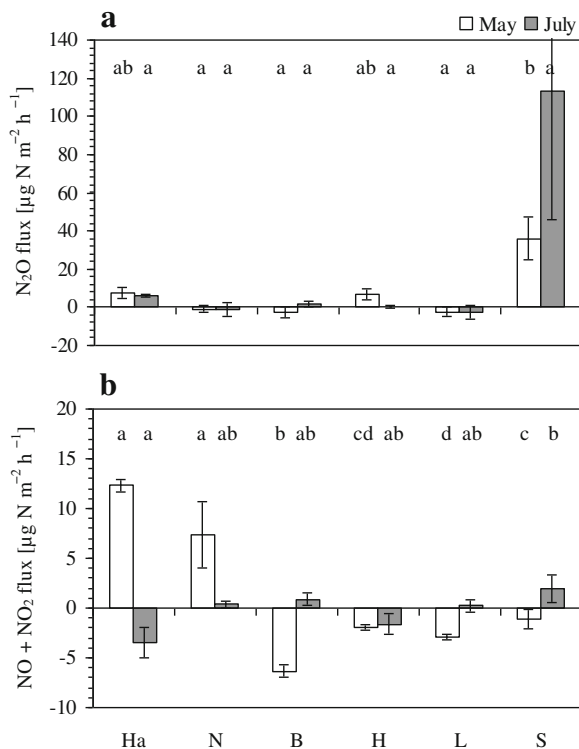 a
May July
140
120
100
80
60
40
20
0
-20
N₂O flux [µg N m⁻² h⁻¹]
ab a a a a a ab a a a b a
b
20
15
10
5
0
-5
-10
NO + NO₂ flux [µg N m⁻² h⁻¹]
a a a ab b ab cd ab d ab c b
Ha N B H L S